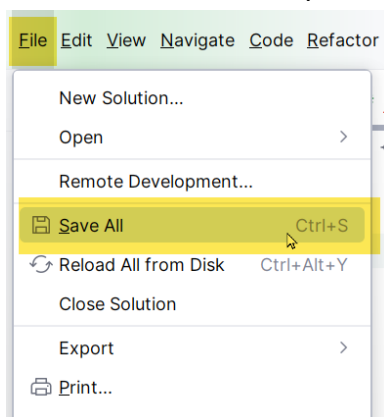 File Edit View Navigate Code Refactor
New Solution...
Open
Remote Development...
Save All Ctrl+S
Reload All from Disk Ctrl+Alt+Y
Close Solution
Export
Print...